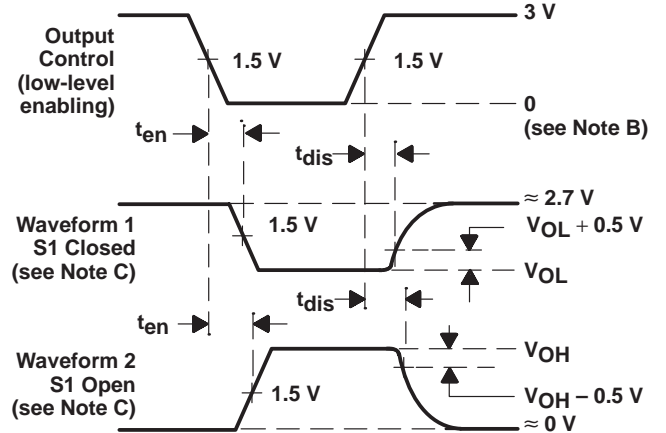 3 V
Output
Control
(low-level
enabling)
1.5 V
1.5 V
0
(see Note B)
ten
tdis
≈ 2.7 V
Waveform 1
S1 Closed
(see Note C)
1.5 V
VOL + 0.5 V
VOL
ten
tdis
Waveform 2
S1 Open
(see Note C)
1.5 V
VOH
VOH – 0.5 V
≈ 0 V